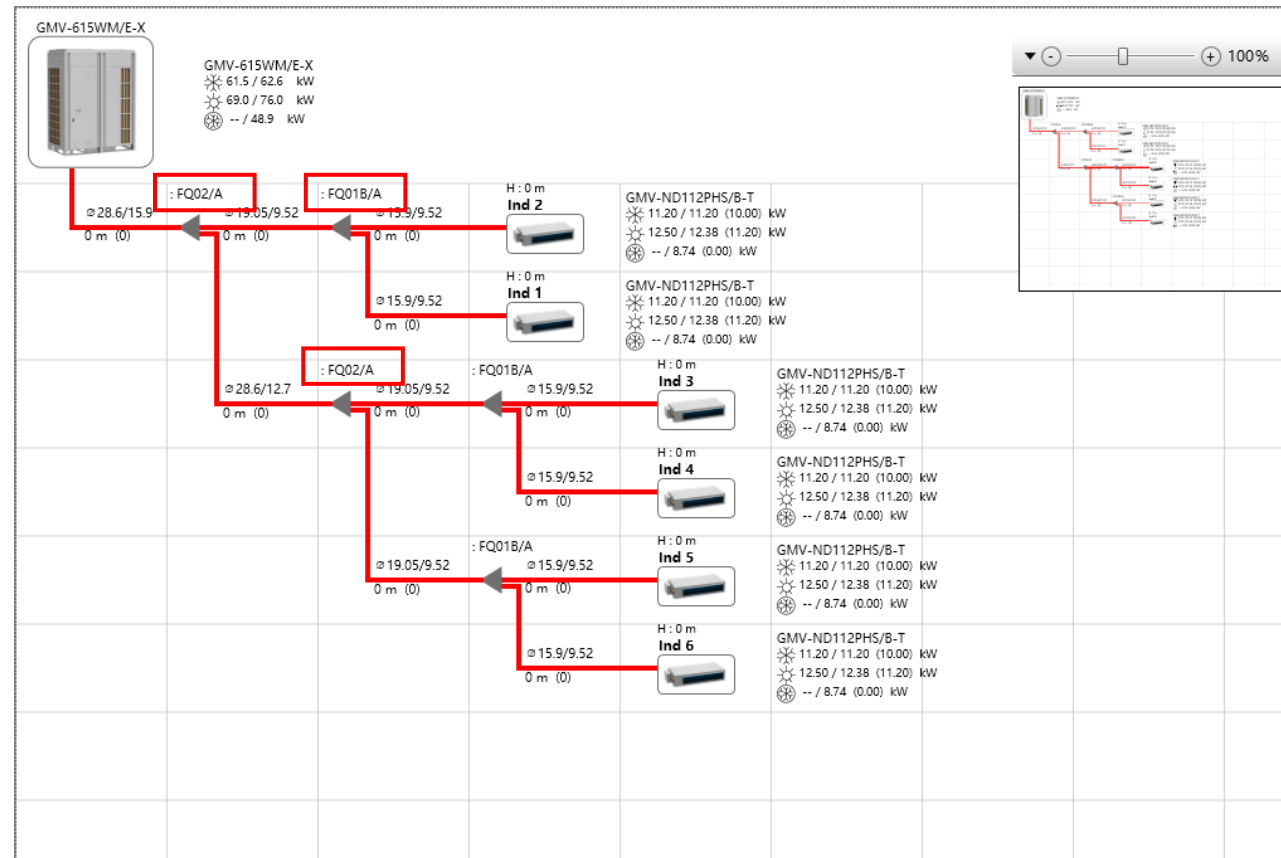 GMV-615WM/E-X
GMV-615WM/E-X
61.5 / 62.6 kW
69.0 / 76.0 kW
-- / 48.9 kW
100%
: FQ02/A
: FQ01B/A
⌀28.6/15.9
0 m (0)
⌀19.05/9.52
0 m (0)
⌀15.9/9.52
0 m (0)
H : 0 m
Ind 2
GMV-ND112PHS/B-T
11.20 / 11.20 (10.00) kW
12.50 / 12.38 (11.20) kW
-- / 8.74 (0.00) kW
⌀15.9/9.52
0 m (0)
H : 0 m
Ind 1
GMV-ND112PHS/B-T
11.20 / 11.20 (10.00) kW
12.50 / 12.38 (11.20) kW
-- / 8.74 (0.00) kW
: FQ02/A
: FQ01B/A
⌀28.6/12.7
0 m (0)
⌀19.05/9.52
0 m (0)
⌀15.9/9.52
0 m (0)
H : 0 m
Ind 3
GMV-ND112PHS/B-T
11.20 / 11.20 (10.00) kW
12.50 / 12.38 (11.20) kW
-- / 8.74 (0.00) kW
⌀15.9/9.52
0 m (0)
H : 0 m
Ind 4
GMV-ND112PHS/B-T
11.20 / 11.20 (10.00) kW
12.50 / 12.38 (11.20) kW
-- / 8.74 (0.00) kW
: FQ01B/A
⌀19.05/9.52
0 m (0)
⌀15.9/9.52
0 m (0)
H : 0 m
Ind 5
GMV-ND112PHS/B-T
11.20 / 11.20 (10.00) kW
12.50 / 12.38 (11.20) kW
-- / 8.74 (0.00) kW
⌀15.9/9.52
0 m (0)
H : 0 m
Ind 6
GMV-ND112PHS/B-T
11.20 / 11.20 (10.00) kW
12.50 / 12.38 (11.20) kW
-- / 8.74 (0.00) kW